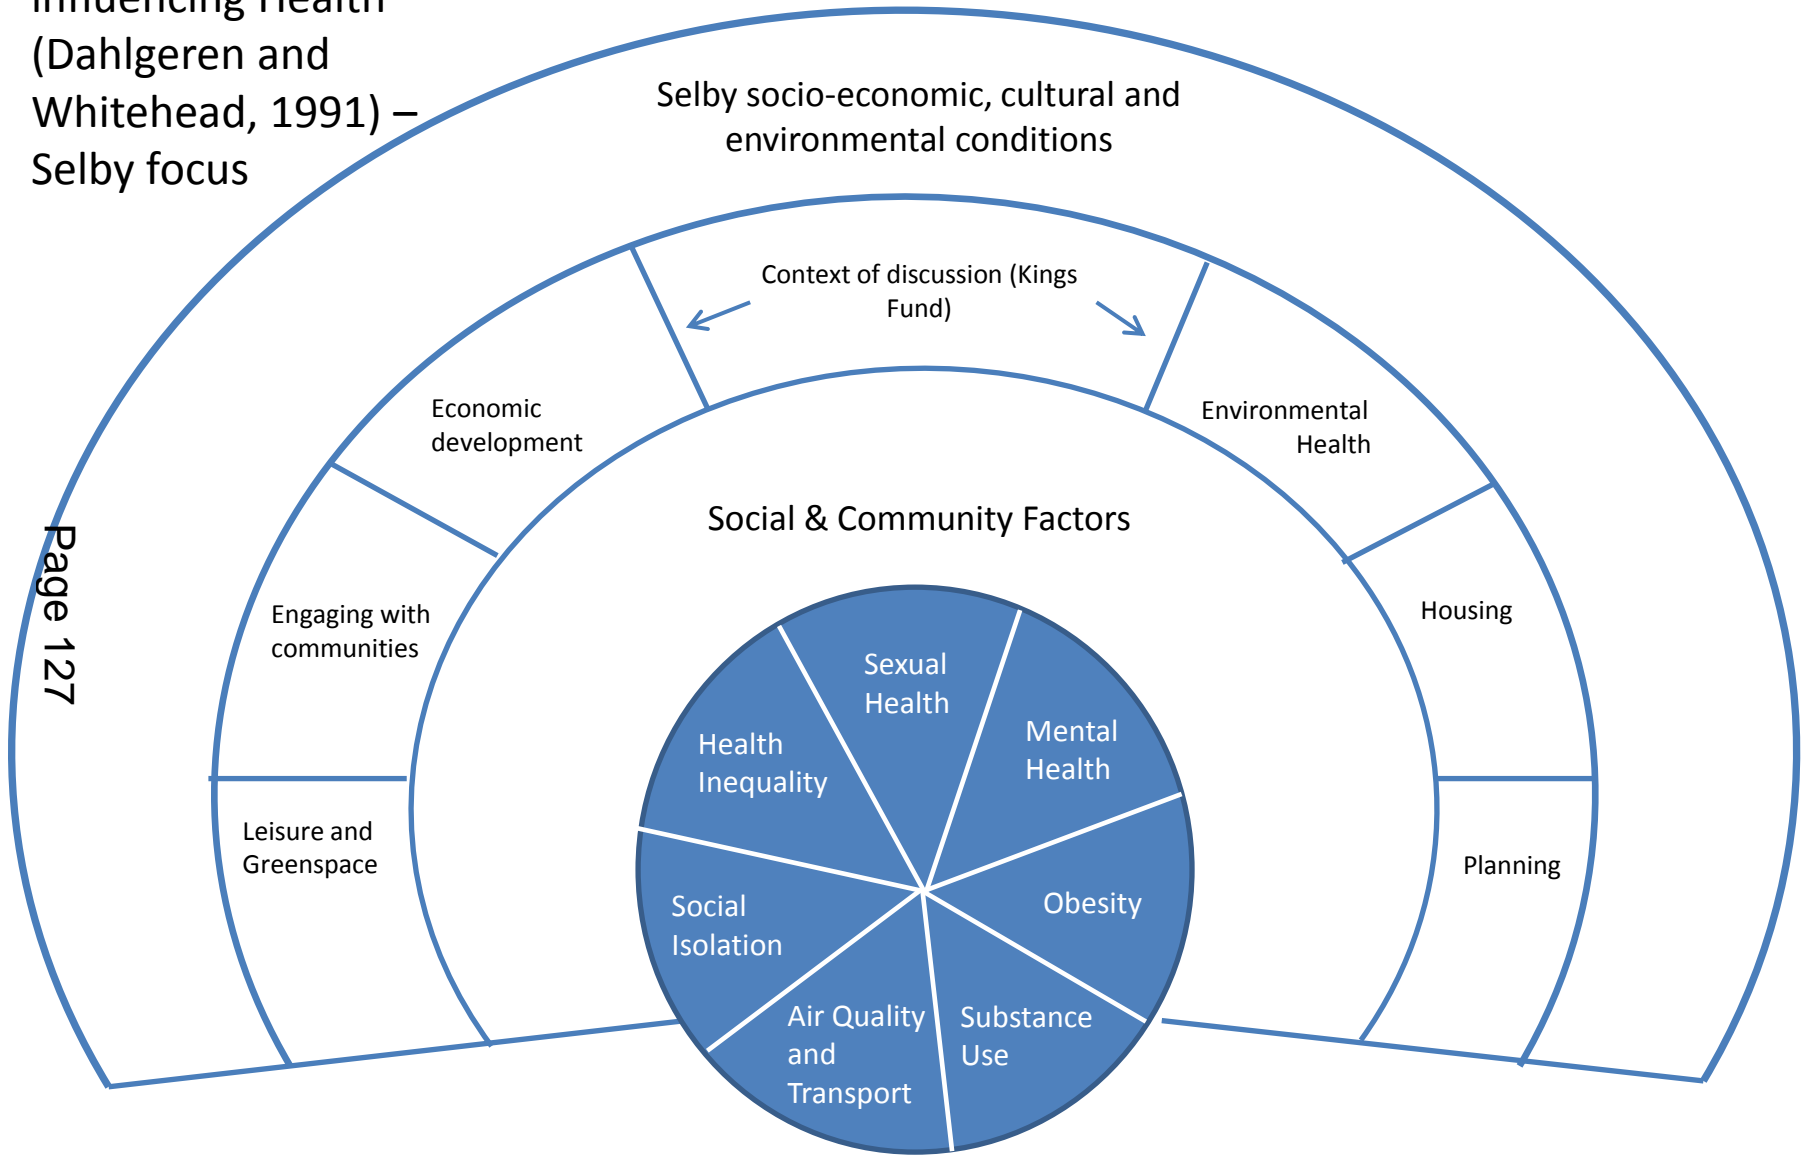 influencing Health
(Dahlgeren and
Whitehead, 1991) –
Selby focus
Selby socio-economic, cultural and
environmental conditions
Context of discussion (Kings
Fund)
Economic
development
Environmental
Health
Social & Community Factors
Page 127
Engaging with
communities
Housing
Sexual
Health
Mental
Health
Health
Inequality
Leisure and
Greenspace
Planning
Social
Isolation
Obesity
Air Quality
and
Transport
Substance
Use